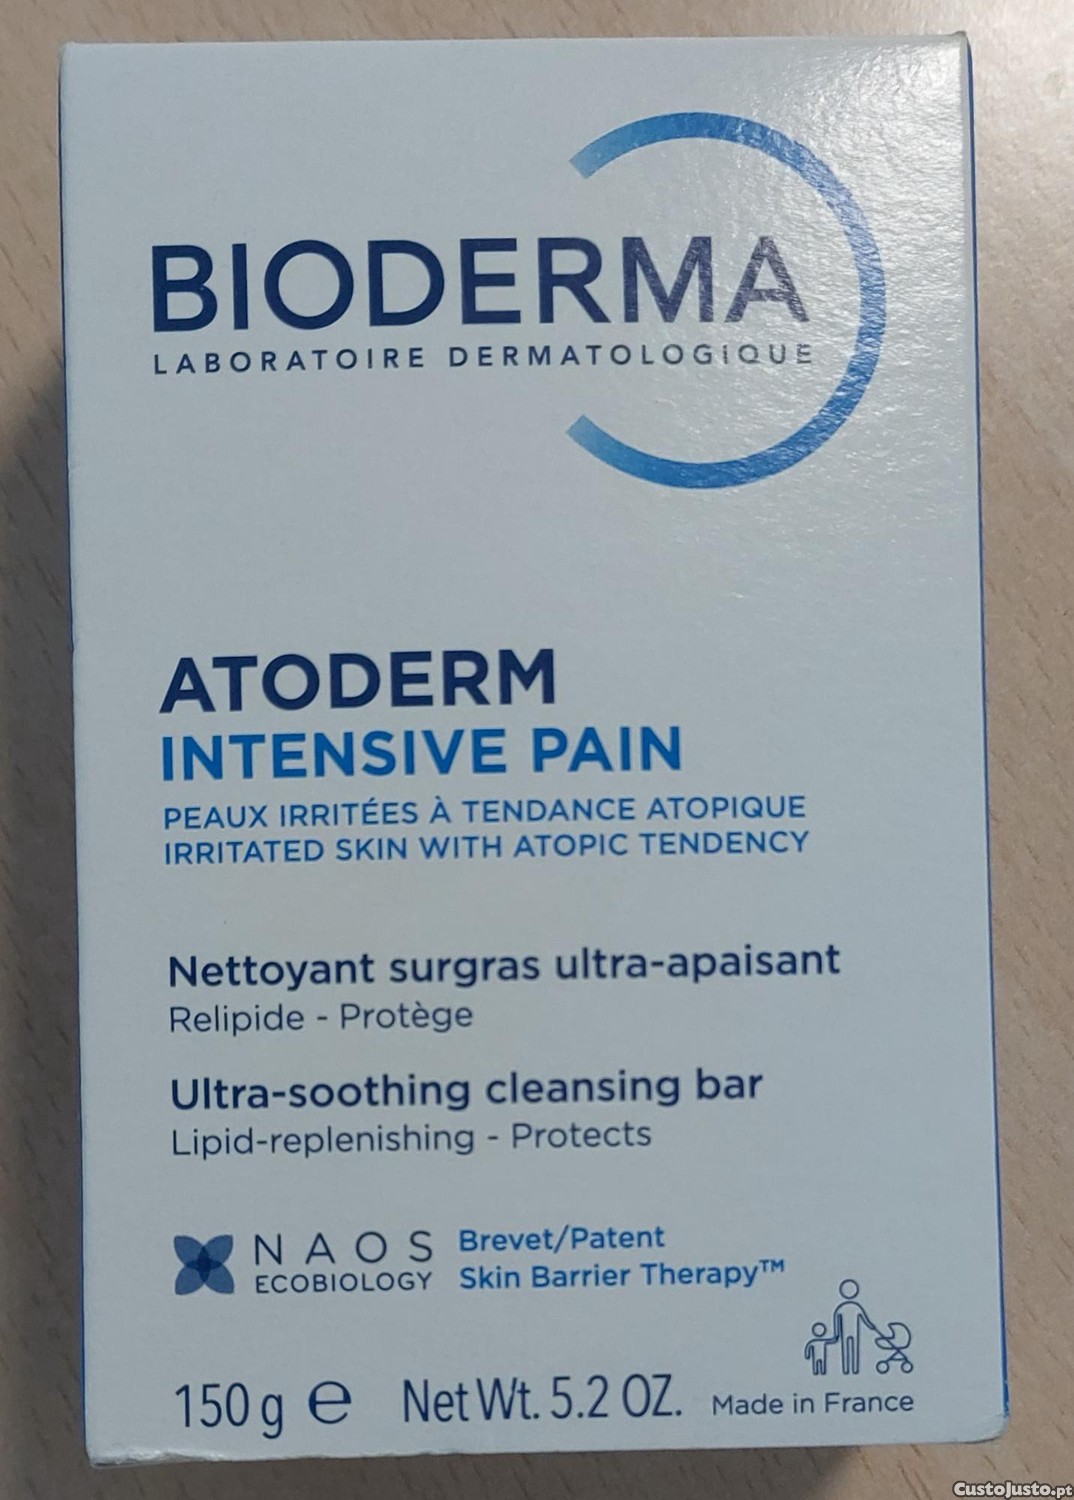 BIODERMA
LABORATOIRE DERMATOLOGIQUE
ATODERM
INTENSIVE PAIN
PEAUX IRRITÉES À TENDANCE ATOPIQUE
IRRITATED SKIN WITH ATOPIC TENDENCY
Nettoyant surgras ultra-apaisant
Relipide - Protège
Ultra-soothing cleansing bar
Lipid-replenishing - Protects
NAOS
ECOBIOLOGY
Brevet/Patent
Skin Barrier Therapy™
150 g ℮ Net Wt. 5.2 OZ.
Made in France
CustoJusto.pt